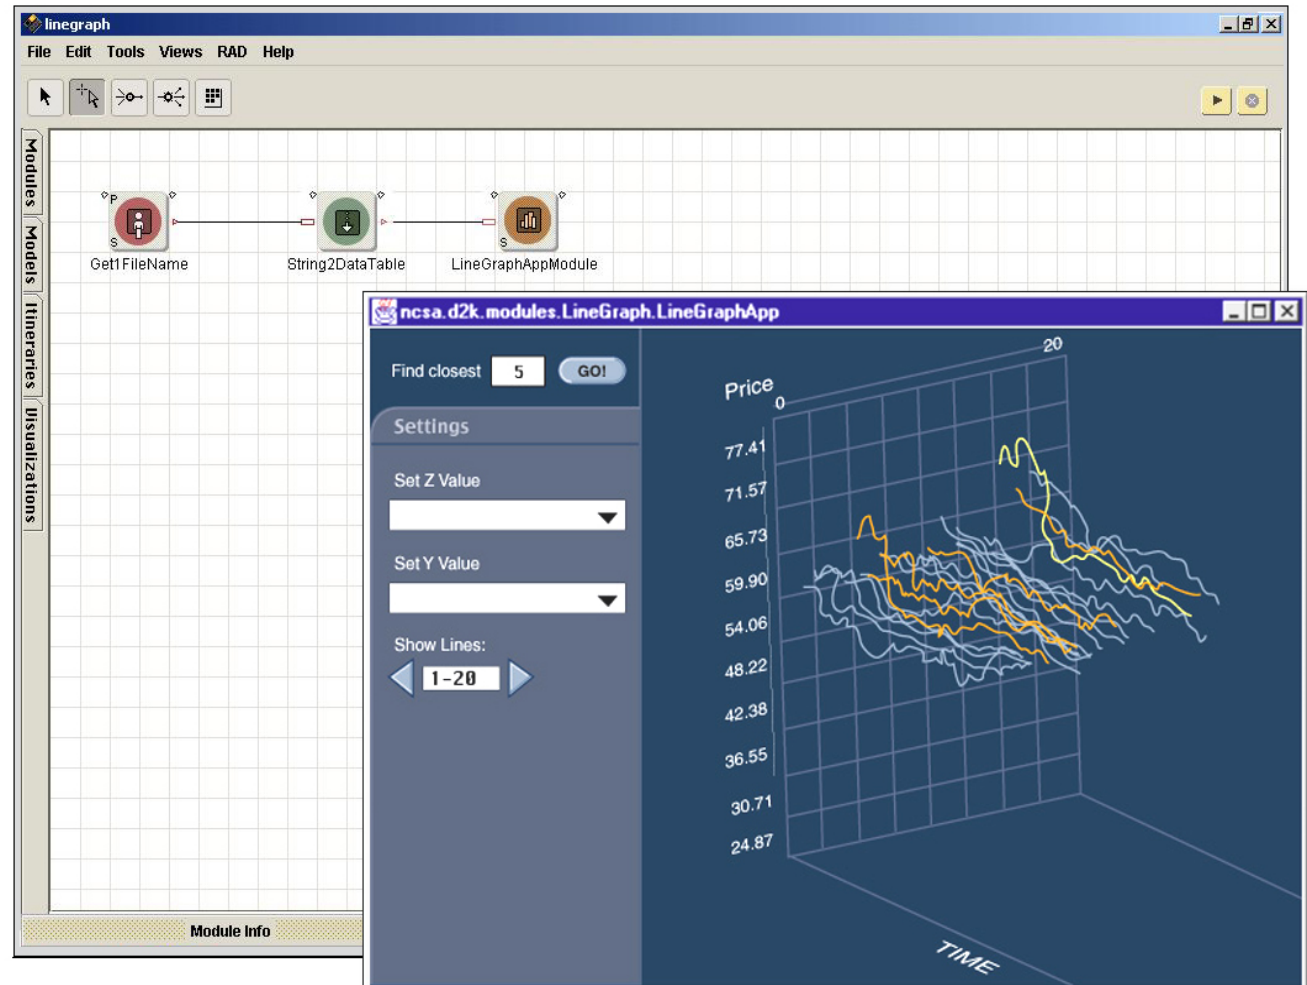 linegraph
File Edit Tools Views RAD Help
Modules
Models
Itineraries
Visualizations
P
S
S
Get1FileName
String2DataTable
LineGraphAppModule
Module Info
ncsa.d2k.modules.LineGraph.LineGraphApp
Find closest 5 GO!
Settings
Set Z Value
Set Y Value
Show Lines:
1-20
Price
0
20
77.41
71.57
65.73
59.90
54.06
48.22
42.38
36.55
30.71
24.87
TIME